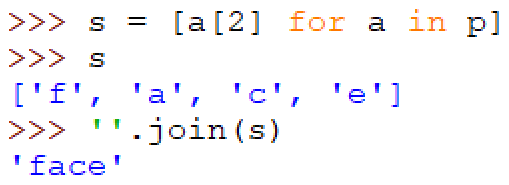 >>> s = [a[2] for a in p]
>>> s
['f', 'a', 'c', 'e']
>>> ''.join(s)
'face'